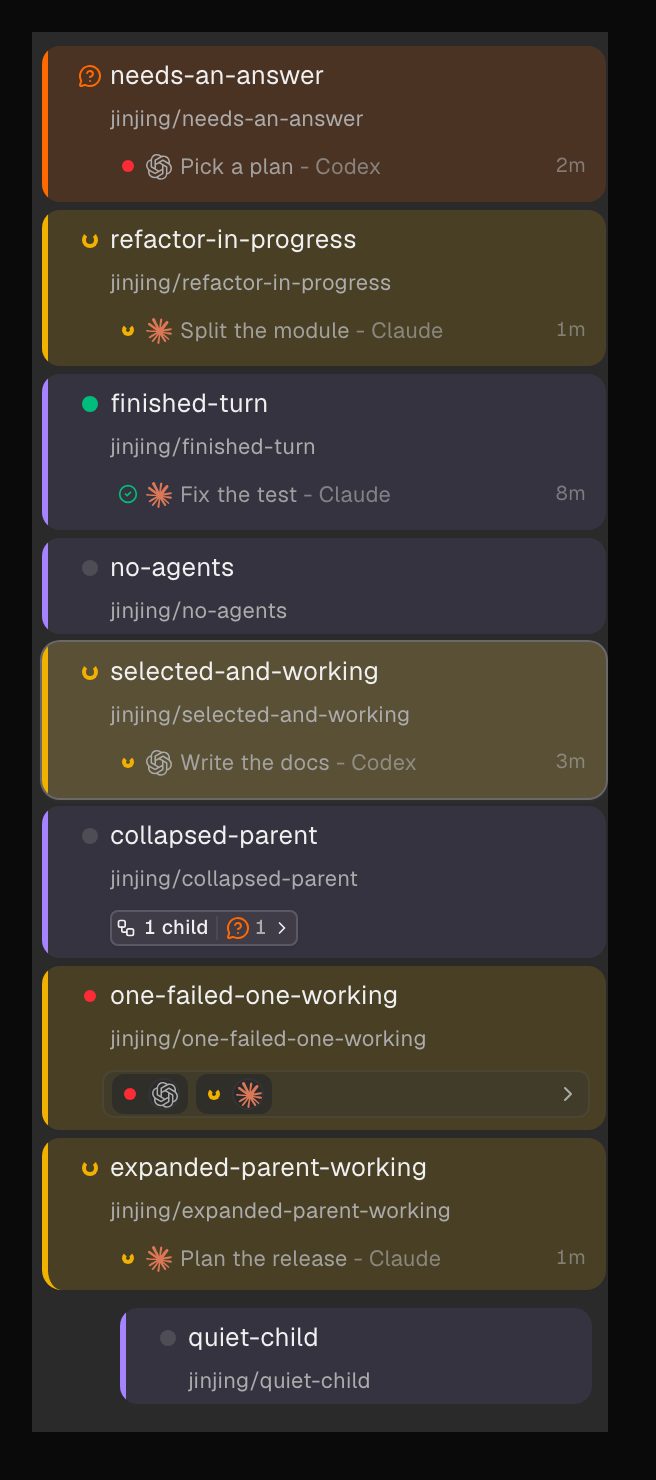 needs-an-answer
jinjing/needs-an-answer
Pick a plan - Codex 2m
refactor-in-progress
jinjing/refactor-in-progress
Split the module - Claude 1m
finished-turn
jinjing/finished-turn
Fix the test - Claude 8m
no-agents
jinjing/no-agents
selected-and-working
jinjing/selected-and-working
Write the docs - Codex 3m
collapsed-parent
jinjing/collapsed-parent
1 child 1
one-failed-one-working
jinjing/one-failed-one-working
expanded-parent-working
jinjing/expanded-parent-working
Plan the release - Claude 1m
quiet-child
jinjing/quiet-child